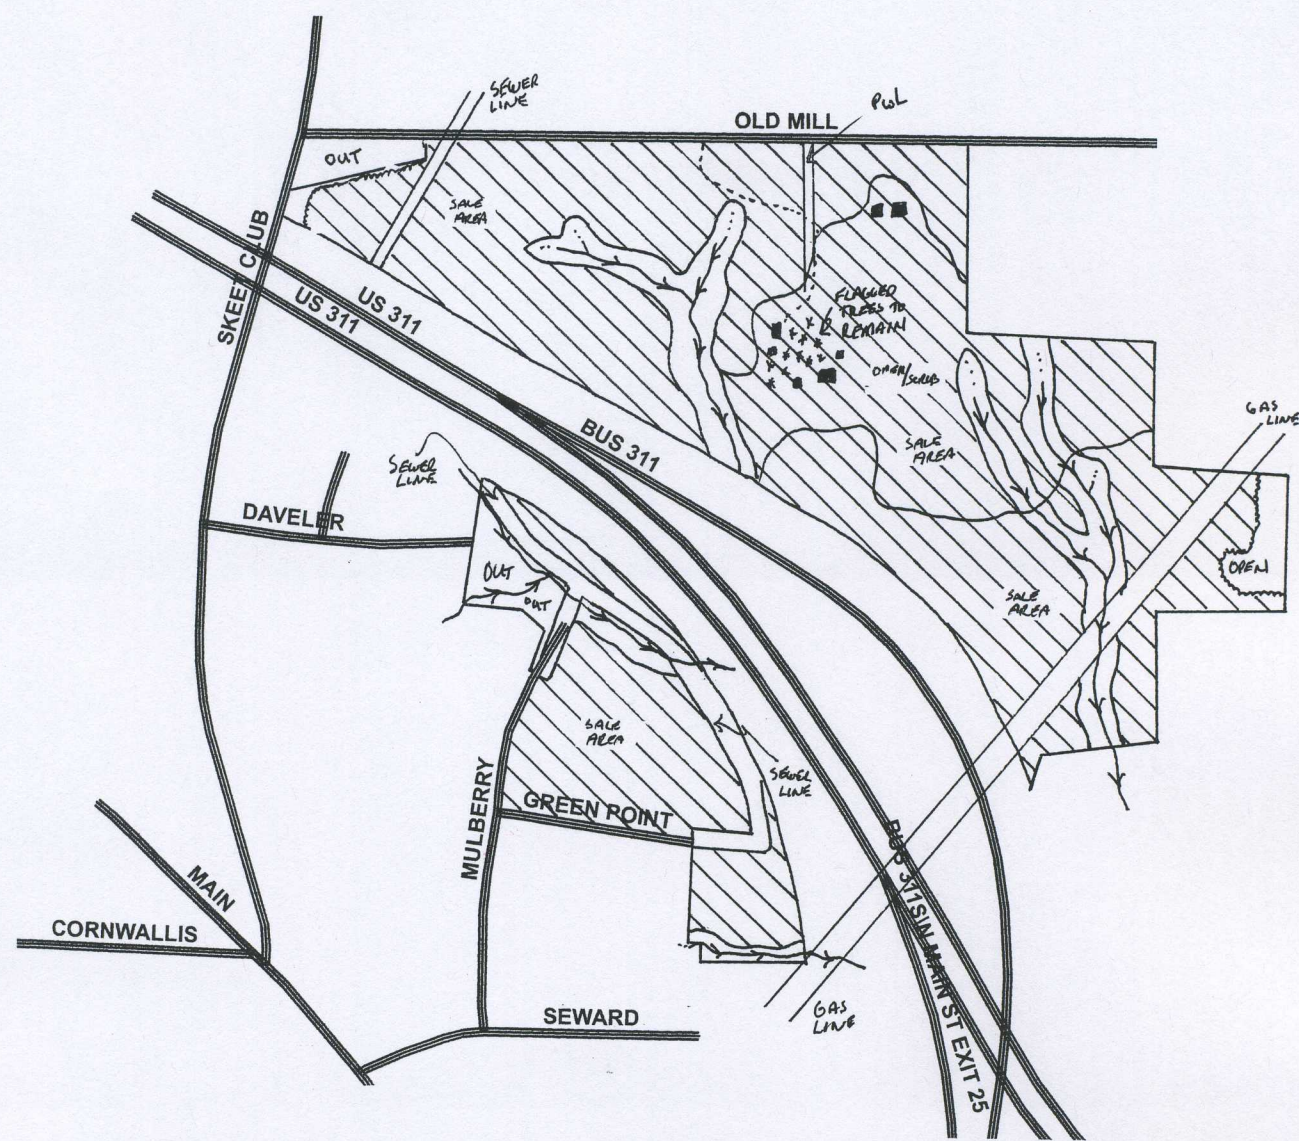 SEWER
LINE
PWL
OLD MILL
OUT
SALE
AREA
SKEET CLUB
US 311
US 311
FLAGGED
TREES TO
REMAIN
OPEN/SCRUB
GAS
LINE
BUS 311
SALE
AREA
SEWER
LINE
DAVELER
OUT
OUT
OPEN
SALE
AREA
SALE
AREA
SEWER
LINE
MULBERRY
GREEN POINT
MAIN
CORNWALLIS
BUS 311S\N MAIN ST EXIT 25
SEWARD
GAS
LINE